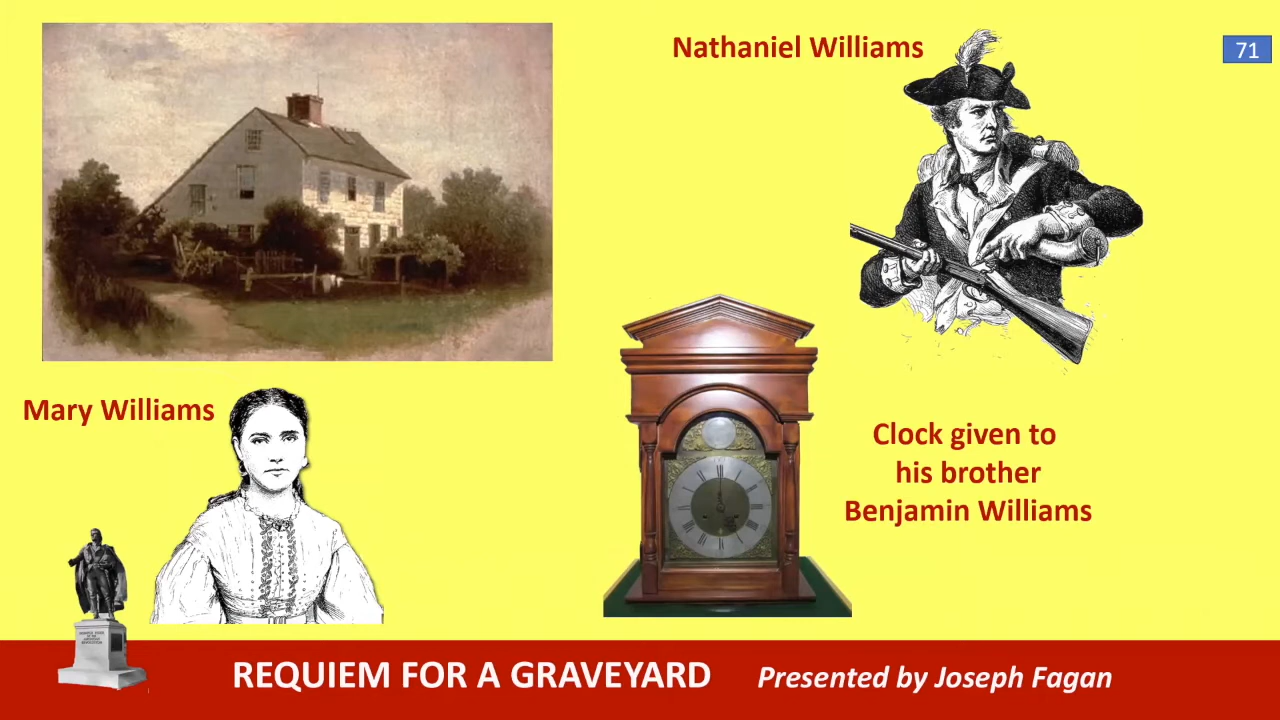 Nathaniel Williams
71
Mary Williams
Clock given to
his brother
Benjamin Williams
REQUIEM FOR A GRAVEYARD
Presented by Joseph Fagan